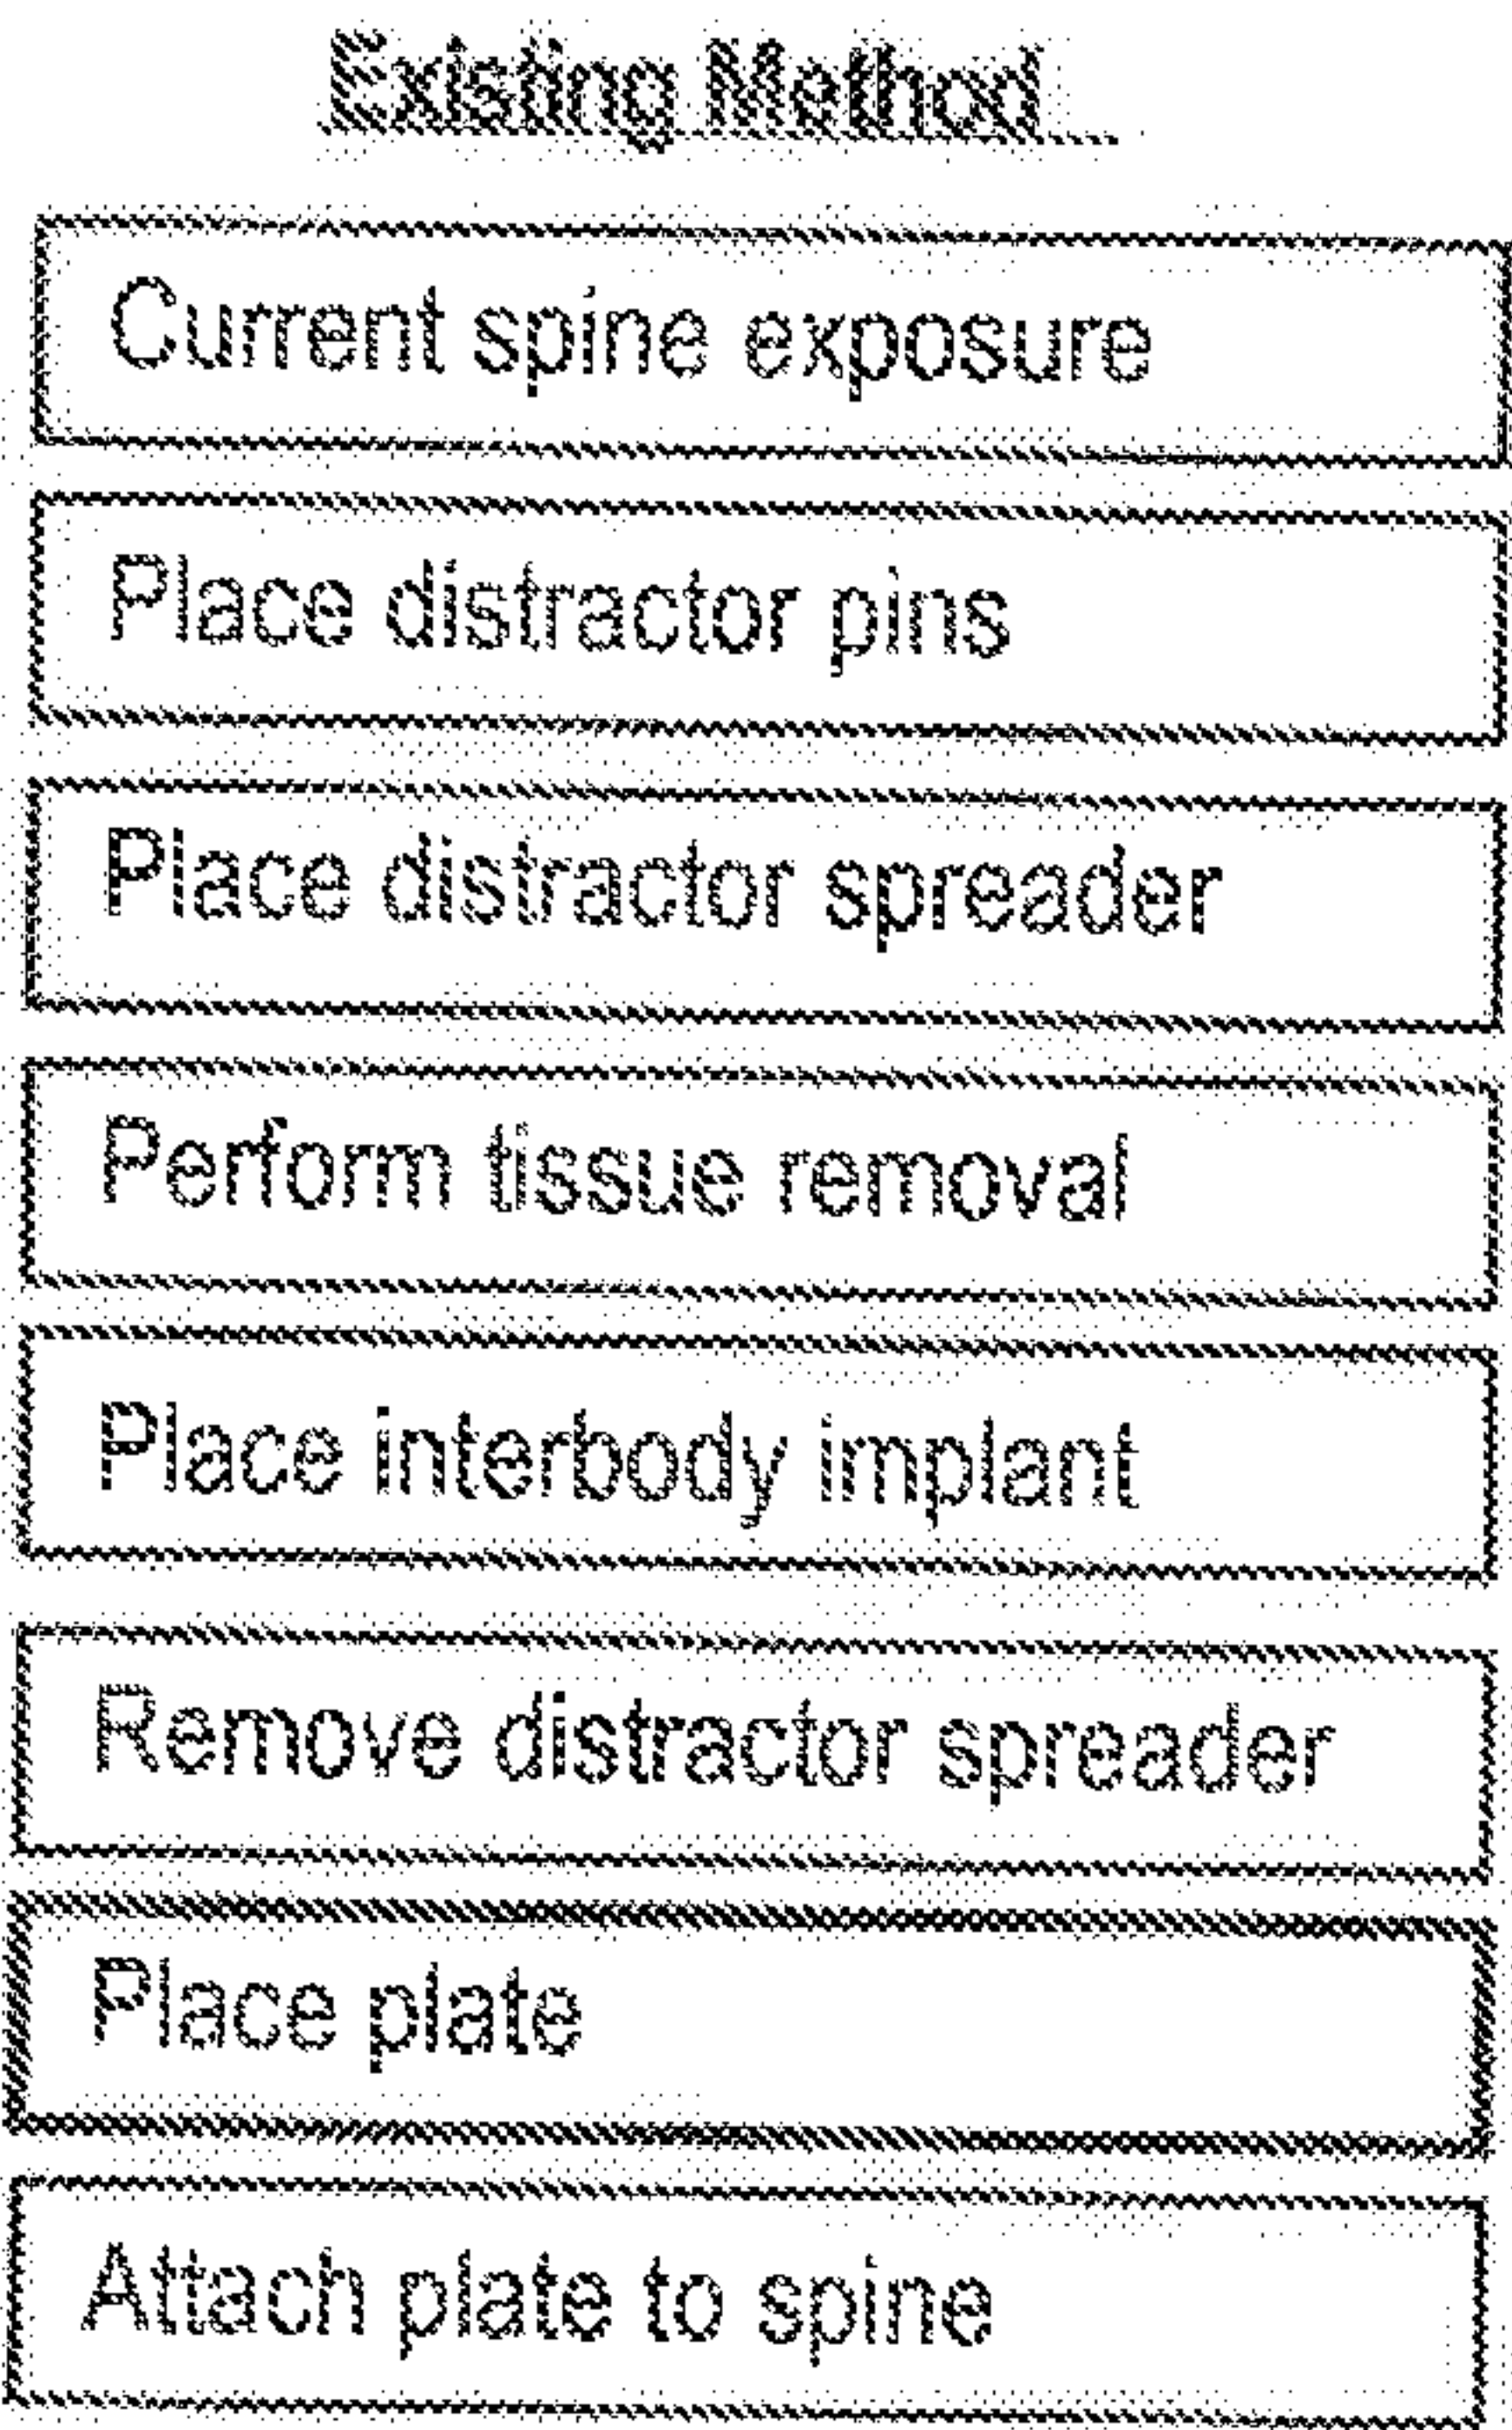 Existing Method
Current spine exposure
Place distractor pins
Place distractor spreader
Perform tissue removal
Place interbody implant
Remove distractor spreader
Place plate
Attach plate to spine